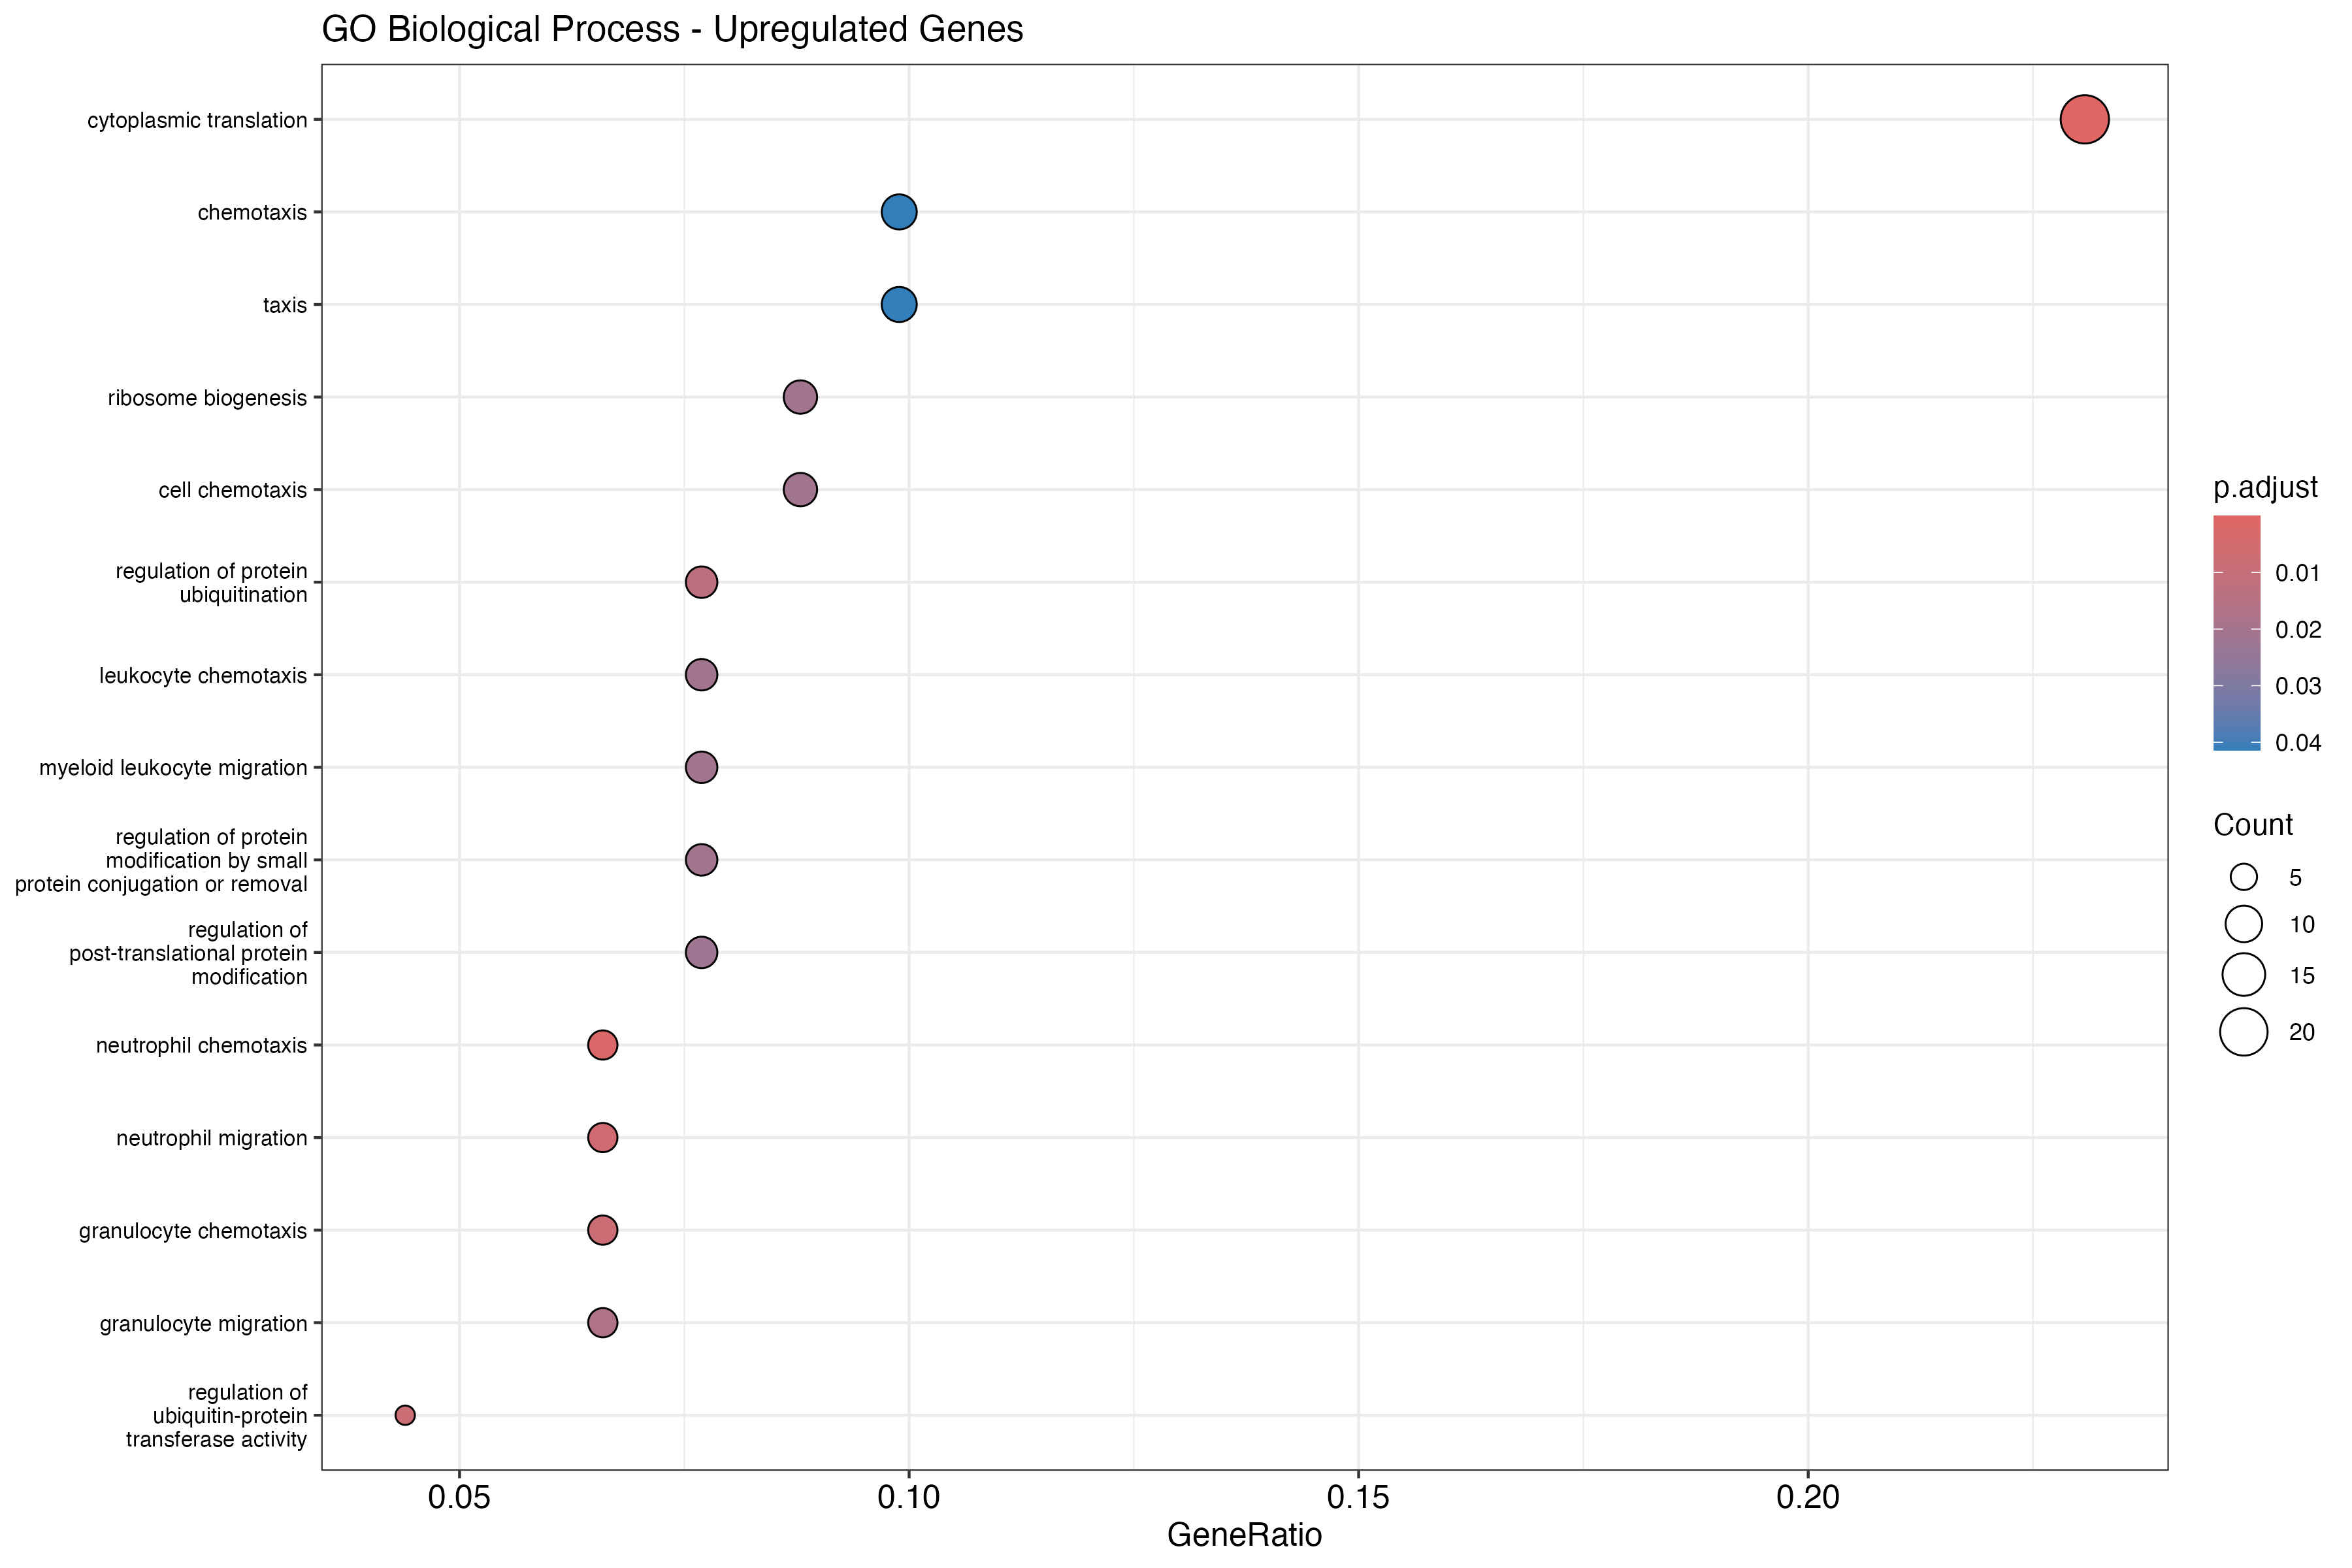 GO Biological Process - Upregulated Genes
cytoplasmic translation
chemotaxis
taxis
ribosome biogenesis
cell chemotaxis
regulation of protein
ubiquitination
leukocyte chemotaxis
myeloid leukocyte migration
regulation of protein
modification by small
protein conjugation or removal
regulation of
post-translational protein
modification
neutrophil chemotaxis
neutrophil migration
granulocyte chemotaxis
granulocyte migration
regulation of
ubiquitin-protein
transferase activity
0.05
0.10
0.15
0.20
GeneRatio
p.adjust
0.01
0.02
0.03
0.04
Count
5
10
15
20